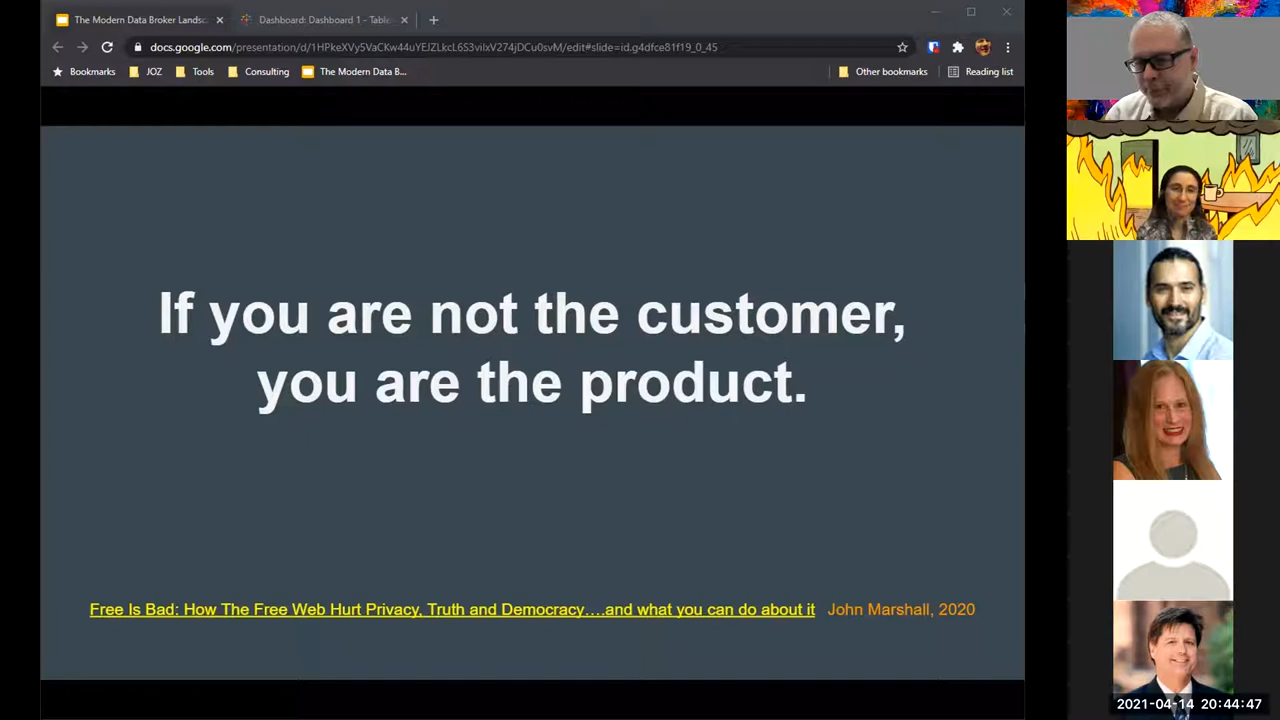 The Modern Data Broker Landsc
Dashboard: Dashboard 1 - Table
docs.google.com/presentation/d/1HPkeXVy5VaCKw44uYEJZLkcL6S3vilxV274jDCu0svM/edit#slide=id.g4dfce81f19_0_45
Bookmarks JOZ Tools Consulting The Modern Data B... Other bookmarks Reading list
If you are not the customer,
you are the product.
Free Is Bad: How The Free Web Hurt Privacy, Truth and Democracy….and what you can do about it John Marshall, 2020
2021-04-14 20:44:47